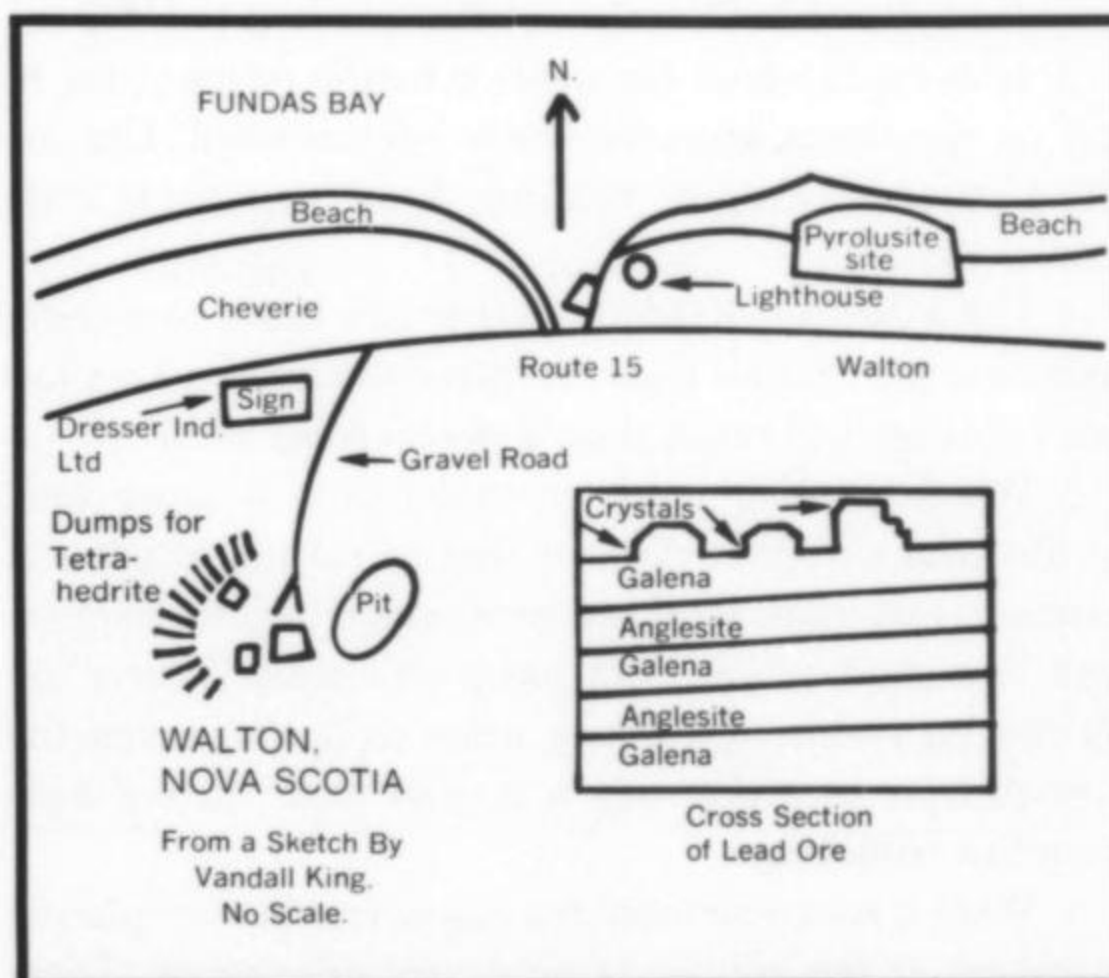 N.
FUNDAS BAY
Beach
Beach
Pyrolusite
site
Lighthouse
Cheverie
Route 15
Walton
Sign
Dresser Ind.
Ltd
Gravel Road
Dumps for
Tetra-
hedrite
Pit
Crystals
Galena
Anglesite
Galena
Anglesite
Galena
WALTON,
NOVA SCOTIA
From a Sketch By
Vandall King.
No Scale.
Cross Section
of Lead Ore